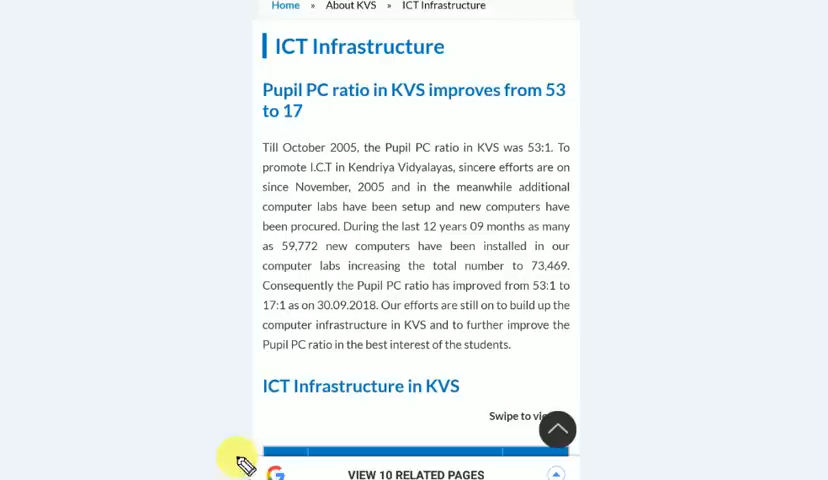 Home » About KVS » ICT Infrastructure
ICT Infrastructure
Pupil PC ratio in KVS improves from 53
to 17
Till October 2005, the Pupil PC ratio in KVS was 53:1. To
promote I.C.T in Kendriya Vidyalayas, sincere efforts are on
since November, 2005 and in the meanwhile additional
computer labs have been setup and new computers have
been procured. During the last 12 years 09 months as many
as 59,772 new computers have been installed in our
computer labs increasing the total number to 73,469.
Consequently the Pupil PC ratio has improved from 53:1 to
17:1 as on 30.09.2018. Our efforts are still on to build up the
computer infrastructure in KVS and to further improve the
Pupil PC ratio in the best interest of the students.
ICT Infrastructure in KVS
Swipe to
VIEW 10 RELATED PAGES